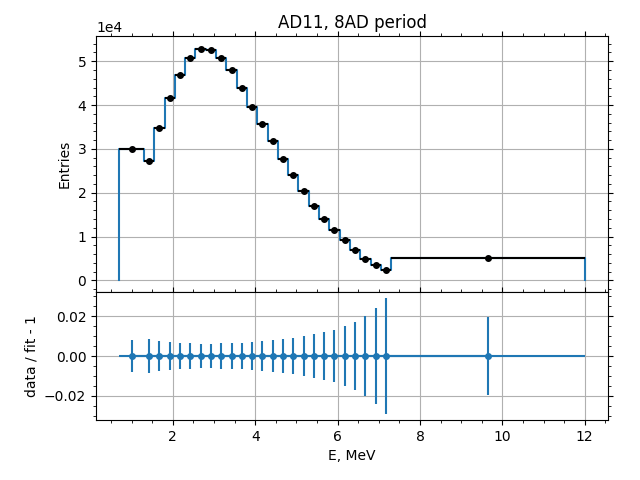 AD11, 8AD period
1e4
5
4
3
2
1
0
Entries
0.02
0.00
−0.02
data / fit - 1
2 4 6 8 10 12
E, MeV